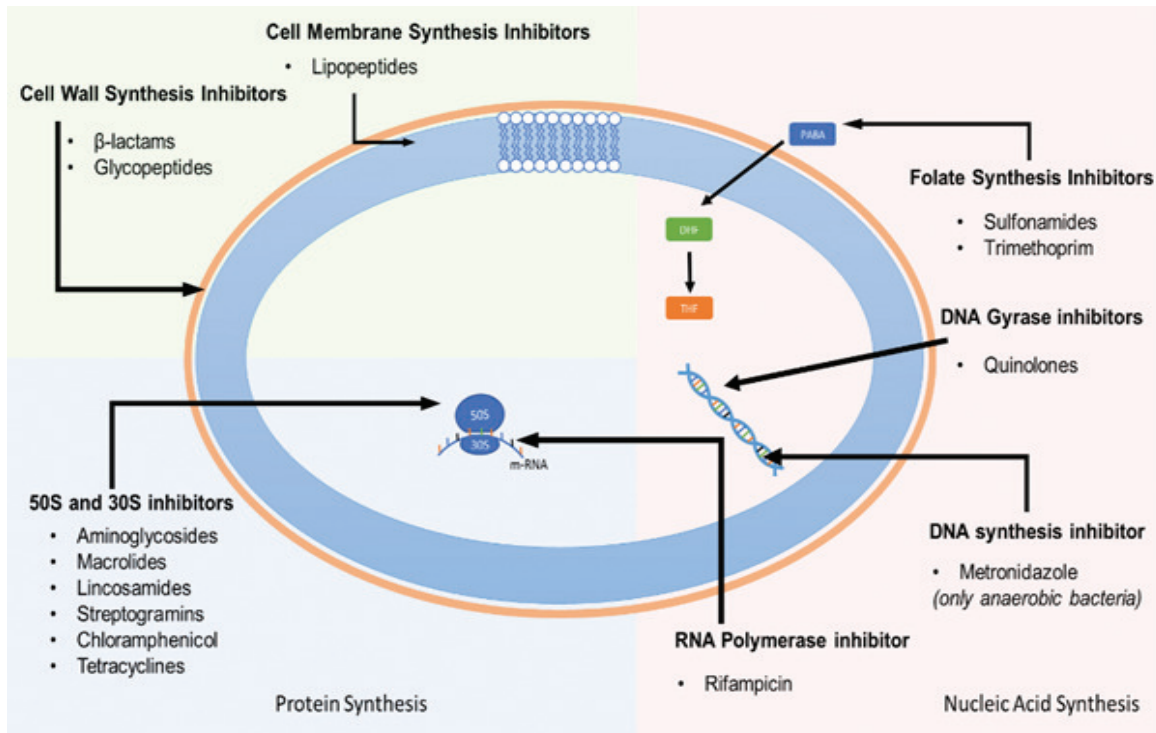 Cell Membrane Synthesis Inhibitors
• Lipopeptides
Cell Wall Synthesis Inhibitors
• β-lactams
• Glycopeptides
PABA
Folate Synthesis Inhibitors
• Sulfonamides
• Trimethoprim
DHF
THF
DNA Gyrase inhibitors
• Quinolones
50S
30S
m-RNA
50S and 30S inhibitors
• Aminoglycosides
• Macrolides
• Lincosamides
• Streptogramins
• Chloramphenicol
• Tetracyclines
DNA synthesis inhibitor
• Metronidazole
(only anaerobic bacteria)
RNA Polymerase inhibitor
• Rifampicin
Protein Synthesis
Nucleic Acid Synthesis